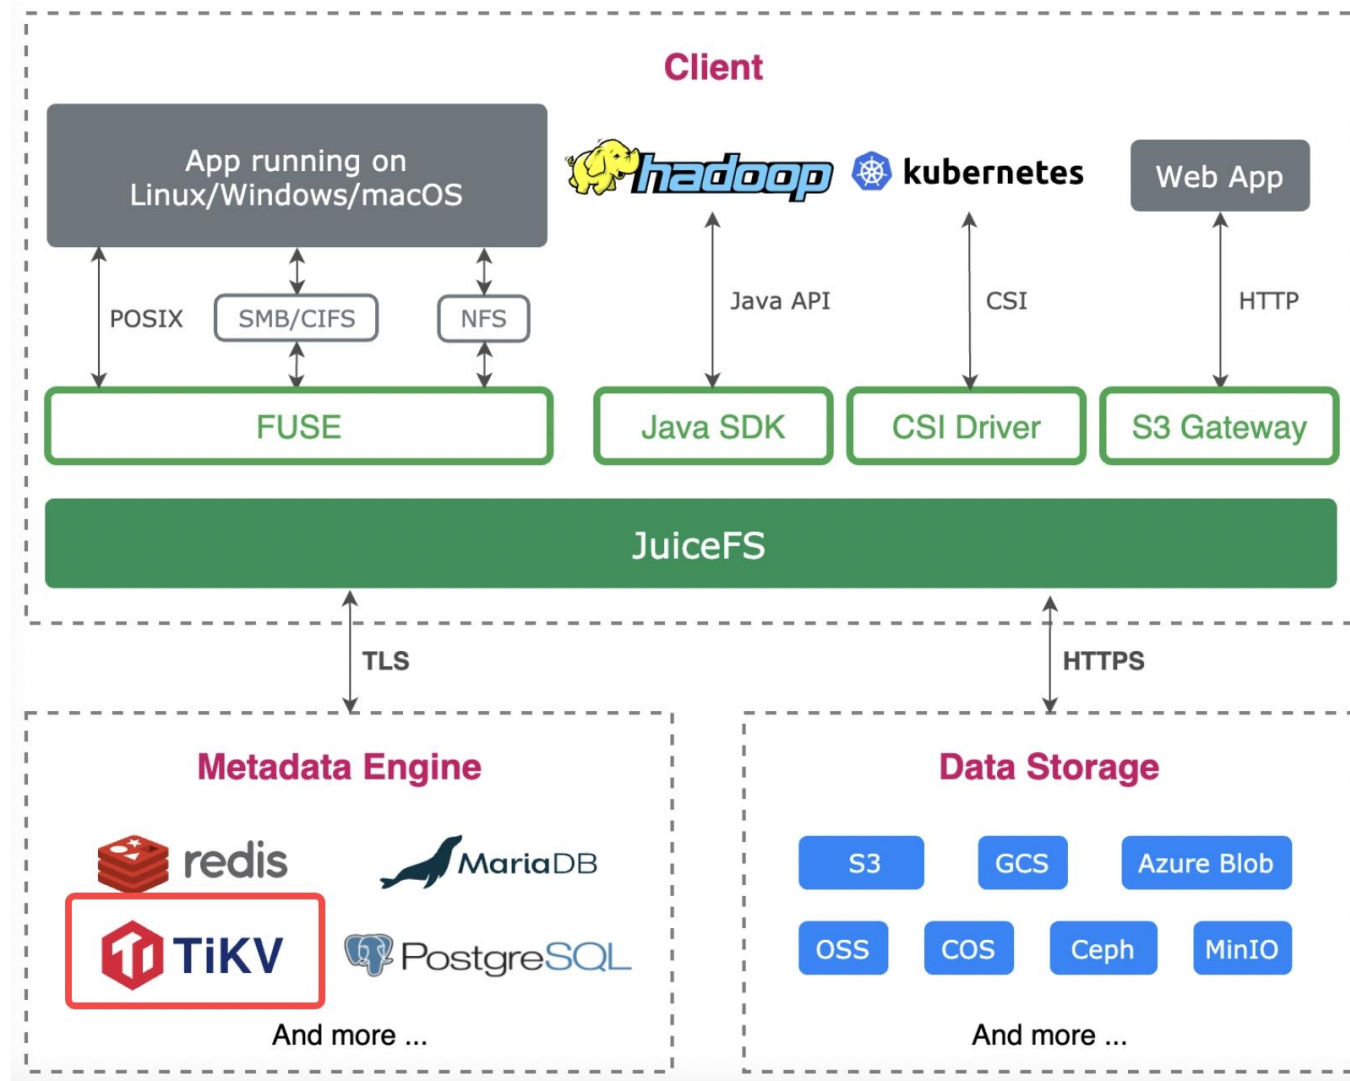 Client
App running on
Linux/Windows/macOS
hadoop
kubernetes
Web App
POSIX
SMB/CIFS
NFS
Java API
CSI
HTTP
FUSE
Java SDK
CSI Driver
S3 Gateway
JuiceFS
TLS
HTTPS
Metadata Engine
redis
MariaDB
TiKV
PostgreSQL
And more ...
Data Storage
S3
GCS
Azure Blob
OSS
COS
Ceph
MinIO
And more ...